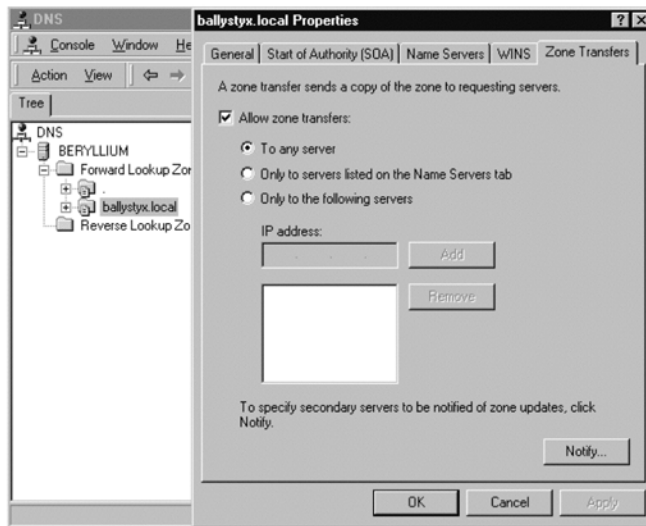 DNS
Console Window He
Action View
Tree
DNS
BERYLLIUM
Forward Lookup Zor
.
ballystyx.local
Reverse Lookup Zo
ballystyx.local Properties
General Start of Authority (SOA) Name Servers WINS Zone Transfers
A zone transfer sends a copy of the zone to requesting servers.
Allow zone transfers:
To any server
Only to servers listed on the Name Servers tab
Only to the following servers
IP address:
. . .
Add
Remove
To specify secondary servers to be notified of zone updates, click
Notify.
Notify...
OK Cancel Apply